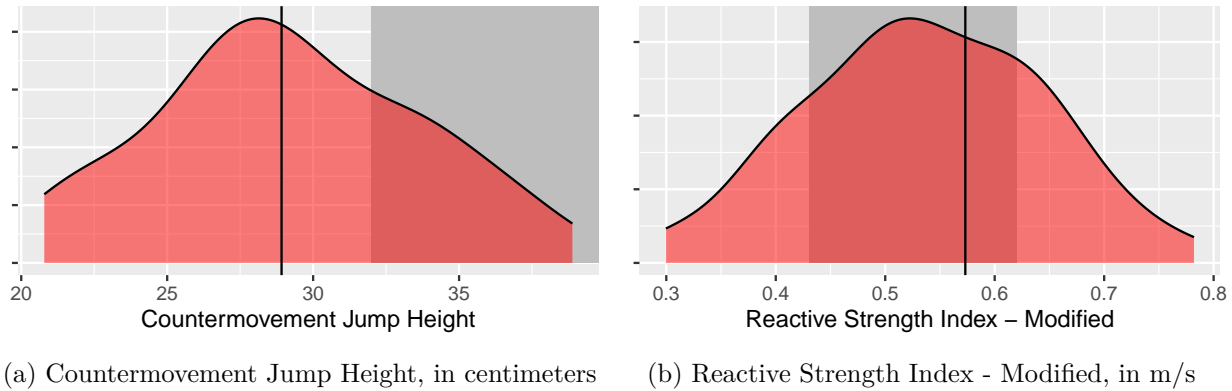 20 25 30 35
Countermovement Jump Height
(a) Countermovement Jump Height, in centimeters
0.3 0.4 0.5 0.6 0.7 0.8
Reactive Strength Index – Modified
(b) Reactive Strength Index - Modified, in m/s